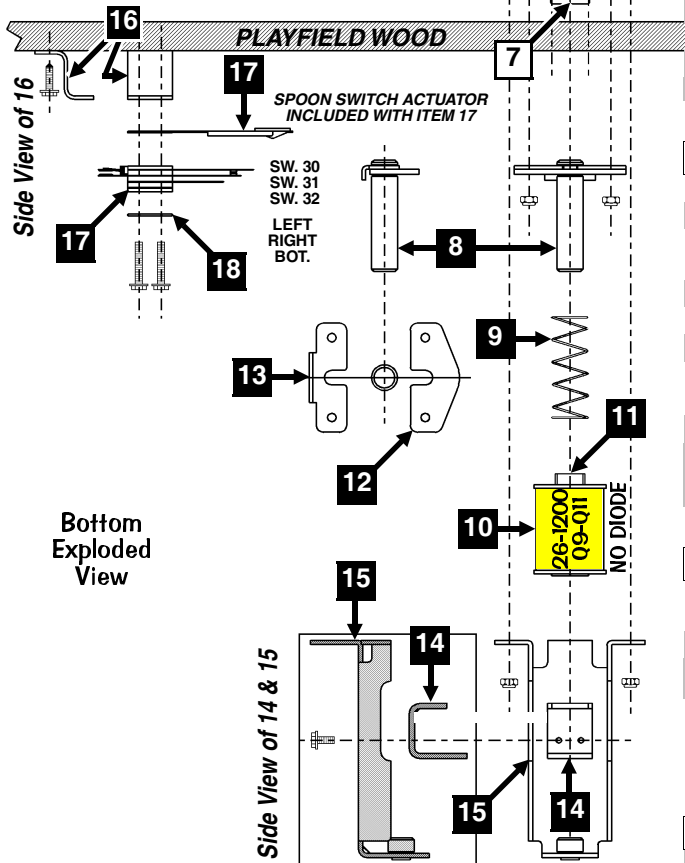 16
PLAYFIELD WOOD
7
Side View of 16
17
SPOON SWITCH ACTUATOR
INCLUDED WITH ITEM 17
SW. 30
SW. 31
SW. 32
LEFT
RIGHT
BOT.
17
18
8
9
13
12
11
10
26-1200
Q9-Q11
NO DIODE
Bottom
Exploded
View
15
14
Side View of 14 & 15
15
14